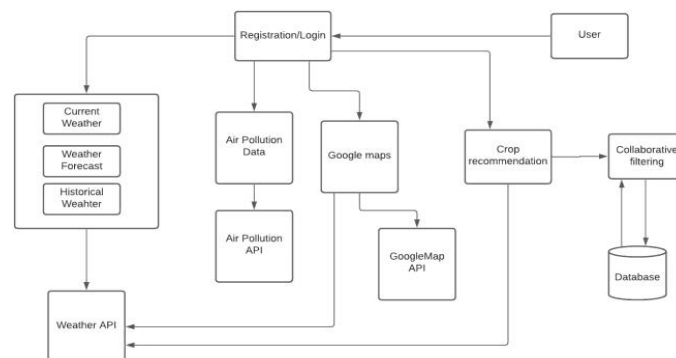 Registration/Login
User
Current
Weather
Weather
Forecast
Historical
Weahter
Air Pollution
Data
Google maps
Crop
recommendation
Collaborative
filtering
Air Pollution
API
GoogleMap
API
Database
Weather API